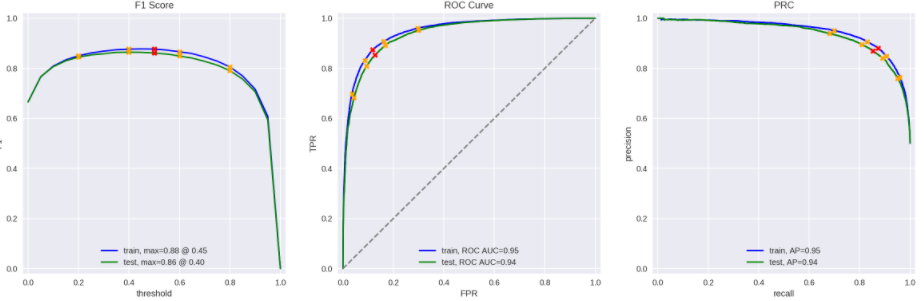 F1 Score
1.0
0.8
0.6
0.4
0.2
0.0
train, max=0.88 @ 0.45
test, max=0.86 @ 0.40
0.0 0.2 0.4 0.6 0.8 1.0
threshold
ROC Curve
TPR
1.0
0.8
0.6
0.4
0.2
0.0
train, ROC AUC=0.95
test, ROC AUC=0.94
0.0 0.2 0.4 0.6 0.8 1.0
FPR
PRC
precision
1.0
0.8
0.6
0.4
0.2
0.0
train, AP=0.95
test, AP=0.94
0.0 0.2 0.4 0.6 0.8 1.0
recall